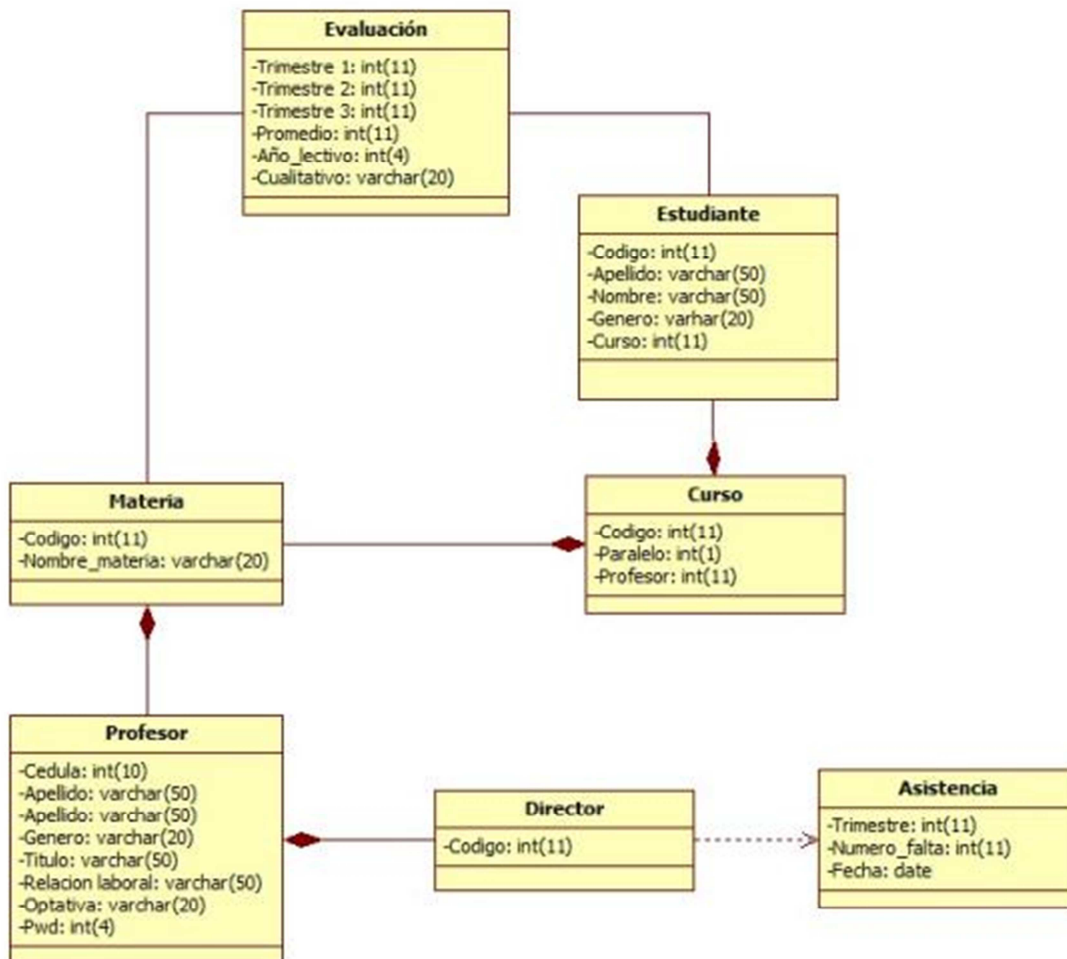 Evaluación
-Trimestre 1: int(11)
-Trimestre 2: int(11)
-Trimestre 3: int(11)
-Promedio: int(11)
-Año_lectivo: int(4)
-Cualitativo: varchar(20)
Estudiante
-Codigo: int(11)
-Apellido: varchar(50)
-Nombre: varchar(50)
-Genero: varhar(20)
-Curso: int(11)
Materia
-Codigo: int(11)
-Nombre_materia: varchar(20)
Curso
-Codigo: int(11)
-Paralelo: int(1)
-Profesor: int(11)
Profesor
-Cedula: int(10)
-Apellido: varchar(50)
-Apellido: varchar(50)
-Genero: varchar(20)
-Titulo: varchar(50)
-Relacion laboral: varchar(50)
-Optativa: varchar(20)
-Pwd: int(4)
Director
-Codigo: int(11)
Asistencia
-Trimestre: int(11)
-Numero_falta: int(11)
-Fecha: date